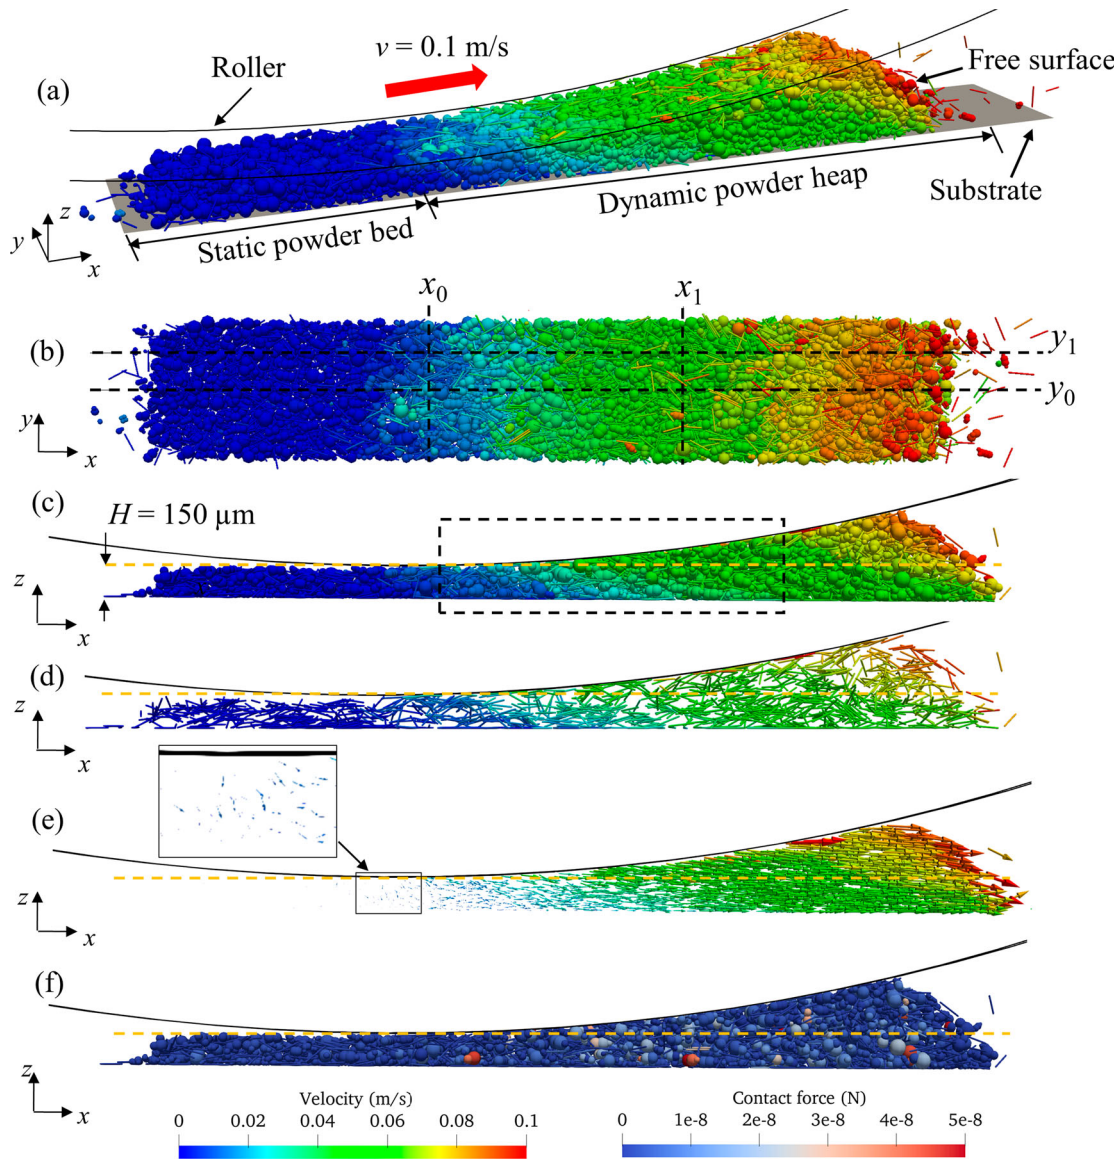 (a)
Roller
v = 0.1 m/s
Free surface
Substrate
Dynamic powder heap
Static powder bed
z
y
x
x0
x1
(b)
y1
y0
y
x
(c)
H = 150 µm
z
x
(d)
z
x
(e)
z
x
(f)
z
x
Velocity (m/s)
0 0.02 0.04 0.06 0.08 0.1
Contact force (N)
0 1e-8 2e-8 3e-8 4e-8 5e-8